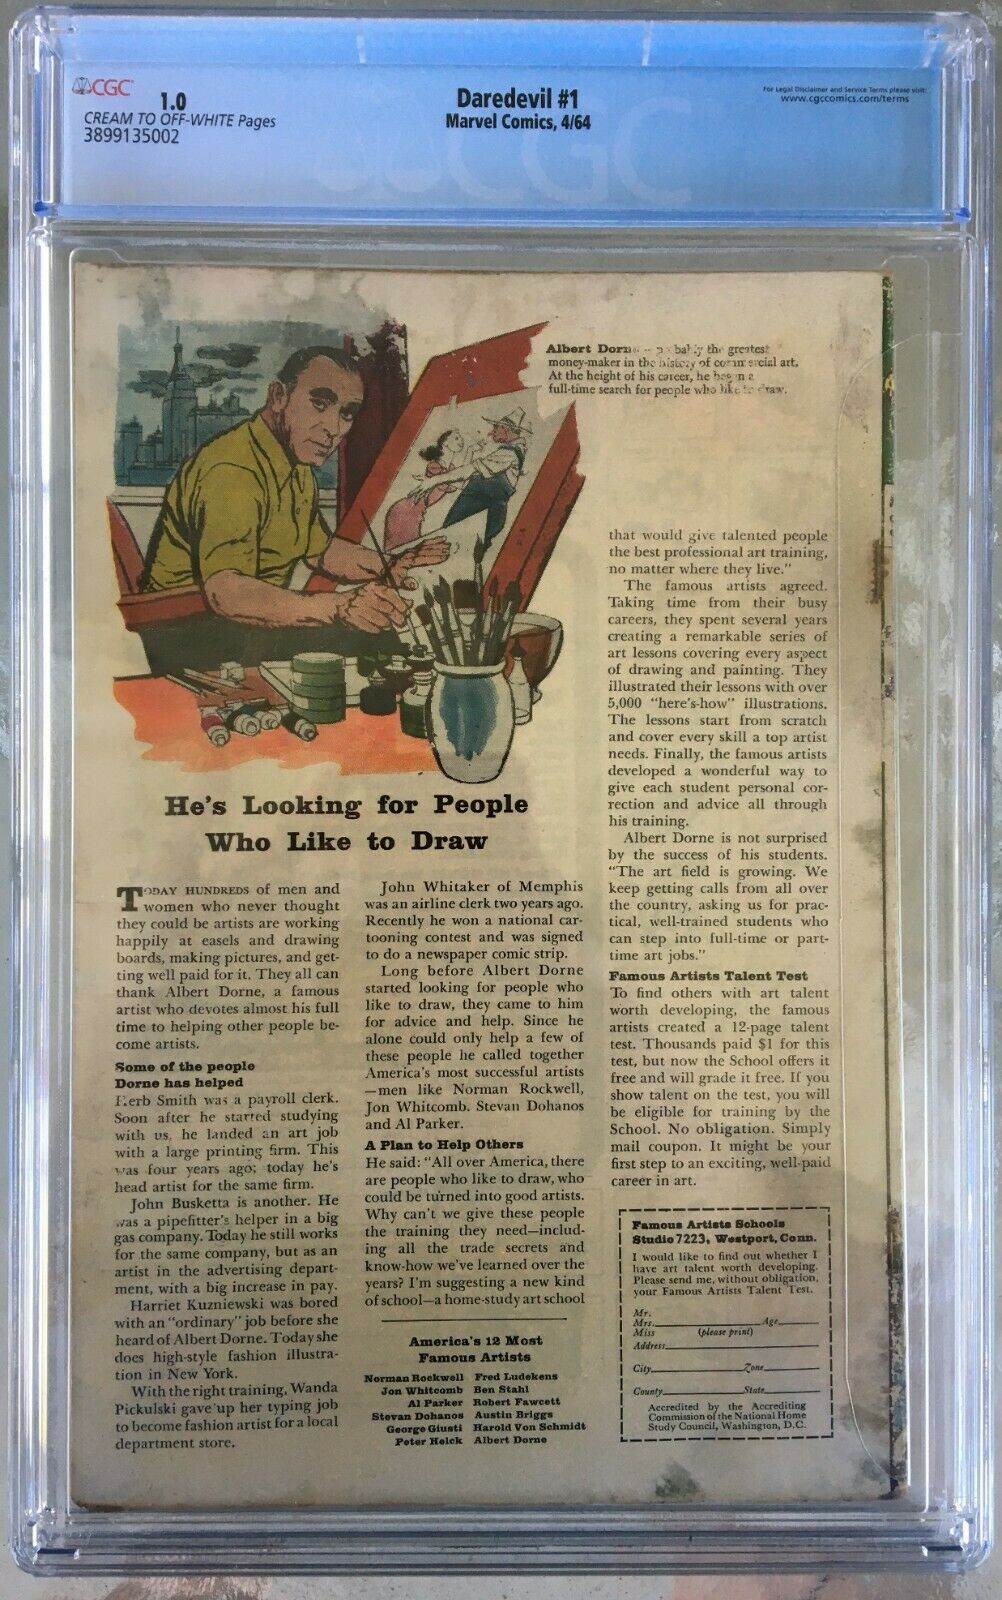 CGC
1.0
CREAM TO OFF-WHITE Pages
3899135002
Daredevil #1
Marvel Comics, 4/64
For Legal Disclaimer and Service Terms please visit:
www.cgccomics.com/terms
CGC
Albert the greatest
money-maker in the history of commercial art.
At the height of his career, he began a
full-time search for people who like to draw.
He's Looking for People
Who Like to Draw
TODAY HUNDREDS of men and
women who never thought
they could be artists are working
happily at easels and drawing
boards, making pictures, and get-
ting well paid for it. They all can
thank Albert Dorne, a famous
artist who devotes almost his full
time to helping other people be-
come artists.
Some of the people
Dorne has helped
Herb Smith was a payroll clerk.
Soon after he started studying
with us, he landed an art job
with a large printing firm. This
was four years ago; today he's
head artist for the same firm.
John Busketta is another. He
was a pipefitter's helper in a big
gas company. Today he still works
for the same company, but as an
artist in the advertising depart-
ment, with a big increase in pay.
Harriet Kuzniewski was bored
with an "ordinary" job before she
heard of Albert Dorne. Today she
does high-style fashion illustra-
tion in New York.
With the right training, Wanda
Pickulski gave up her typing job
to become fashion artist for a local
department store.
John Whitaker of Memphis
was an airline clerk two years ago.
Recently he won a national car-
tooning contest and was signed
to do a newspaper comic strip.
Long before Albert Dorne
started looking for people who
like to draw, they came to him
for advice and help. Since he
alone could only help a few of
these people he called together
America's most successful artists
—men like Norman Rockwell,
Jon Whitcomb. Stevan Dohanos
and Al Parker.
A Plan to Help Others
He said: "All over America, there
are people who like to draw, who
could be turned into good artists.
Why can't we give these people
the training they need—includ-
ing all the trade secrets and
know-how we've learned over the
years? I'm suggesting a new kind
of school—a home-study art school
America's 12 Most
Famous Artists
Norman Rockwell Fred Ludekens
Jon Whitcomb Ben Stahl
Al Parker Robert Fawcett
Stevan Dohanos Austin Briggs
George Giusti Harold Von Schmidt
Peter Helck Albert Dorne
that would give talented people
the best professional art training,
no matter where they live."
The famous artists agreed.
Taking time from their busy
careers, they spent several years
creating a remarkable series of
art lessons covering every aspect
of drawing and painting. They
illustrated their lessons with over
5,000 "here's-how" illustrations.
The lessons start from scratch
and cover every skill a top artist
needs. Finally, the famous artists
developed a wonderful way to
give each student personal cor-
rection and advice all through
his training.
Albert Dorne is not surprised
by the success of his students.
"The art field is growing. We
keep getting calls from all over
the country, asking us for prac-
tical, well-trained students who
can step into full-time or part-
time art jobs."
Famous Artists Talent Test
To find others with art talent
worth developing, the famous
artists created a 12-page talent
test. Thousands paid $1 for this
test, but now the School offers it
free and will grade it free. If you
show talent on the test, you will
be eligible for training by the
School. No obligation. Simply
mail coupon. It might be your
first step to an exciting, well-paid
career in art.
Famous Artists Schools
Studio 7223, Westport, Conn.
I would like to find out whether I
have art talent worth developing.
Please send me, without obligation,
your Famous Artists Talent Test.
Mr.
Mrs. Age
Miss (please print)
Address
City Zone
County State
Accredited by the Accrediting
Commission of the National Home
Study Council, Washington, D.C.